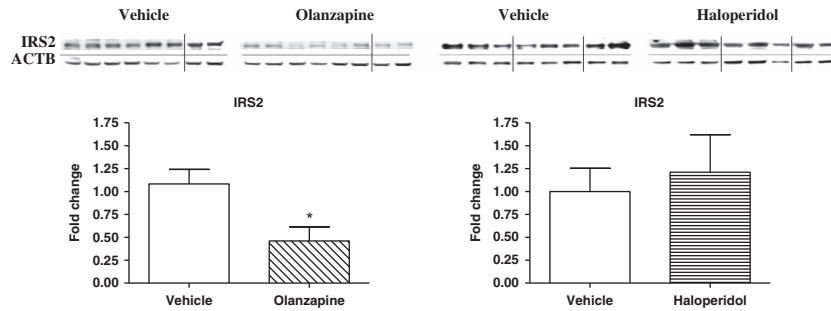 Vehicle Olanzapine Vehicle Haloperidol
IRS2
ACTB
IRS2 IRS2
1.75 1.75
1.50 1.50
1.25 1.25
1.00 1.00
0.75 0.75
0.50 0.50
0.25 0.25
0.00 0.00
Fold change Fold change
*
Vehicle Olanzapine Vehicle Haloperidol